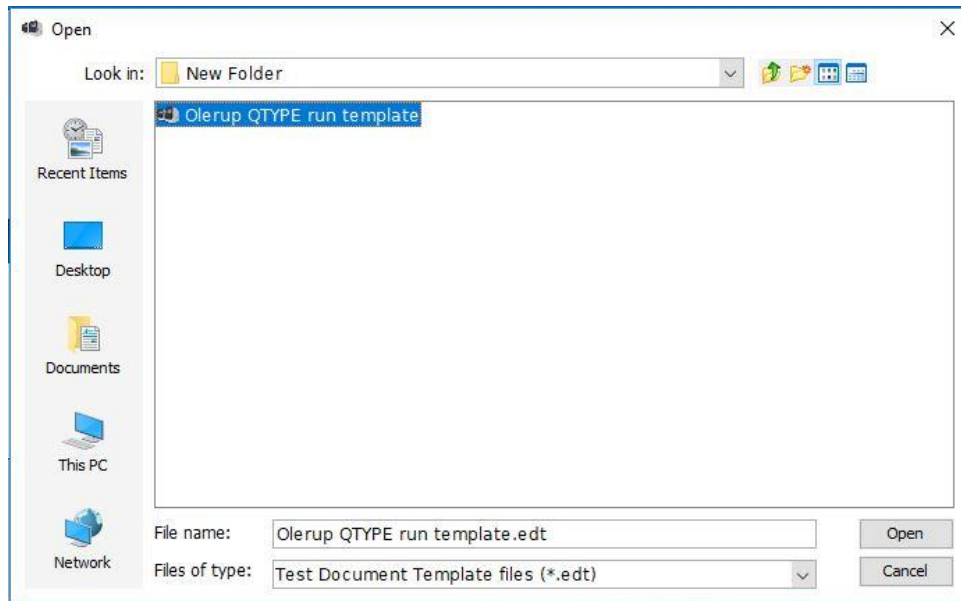 Open
Look in:
New Folder
Olerup QTYPE run template
Recent Items
Desktop
Documents
This PC
Network
File name:
Olerup QTYPE run template.edt
Open
Files of type:
Test Document Template files (*.edt)
Cancel